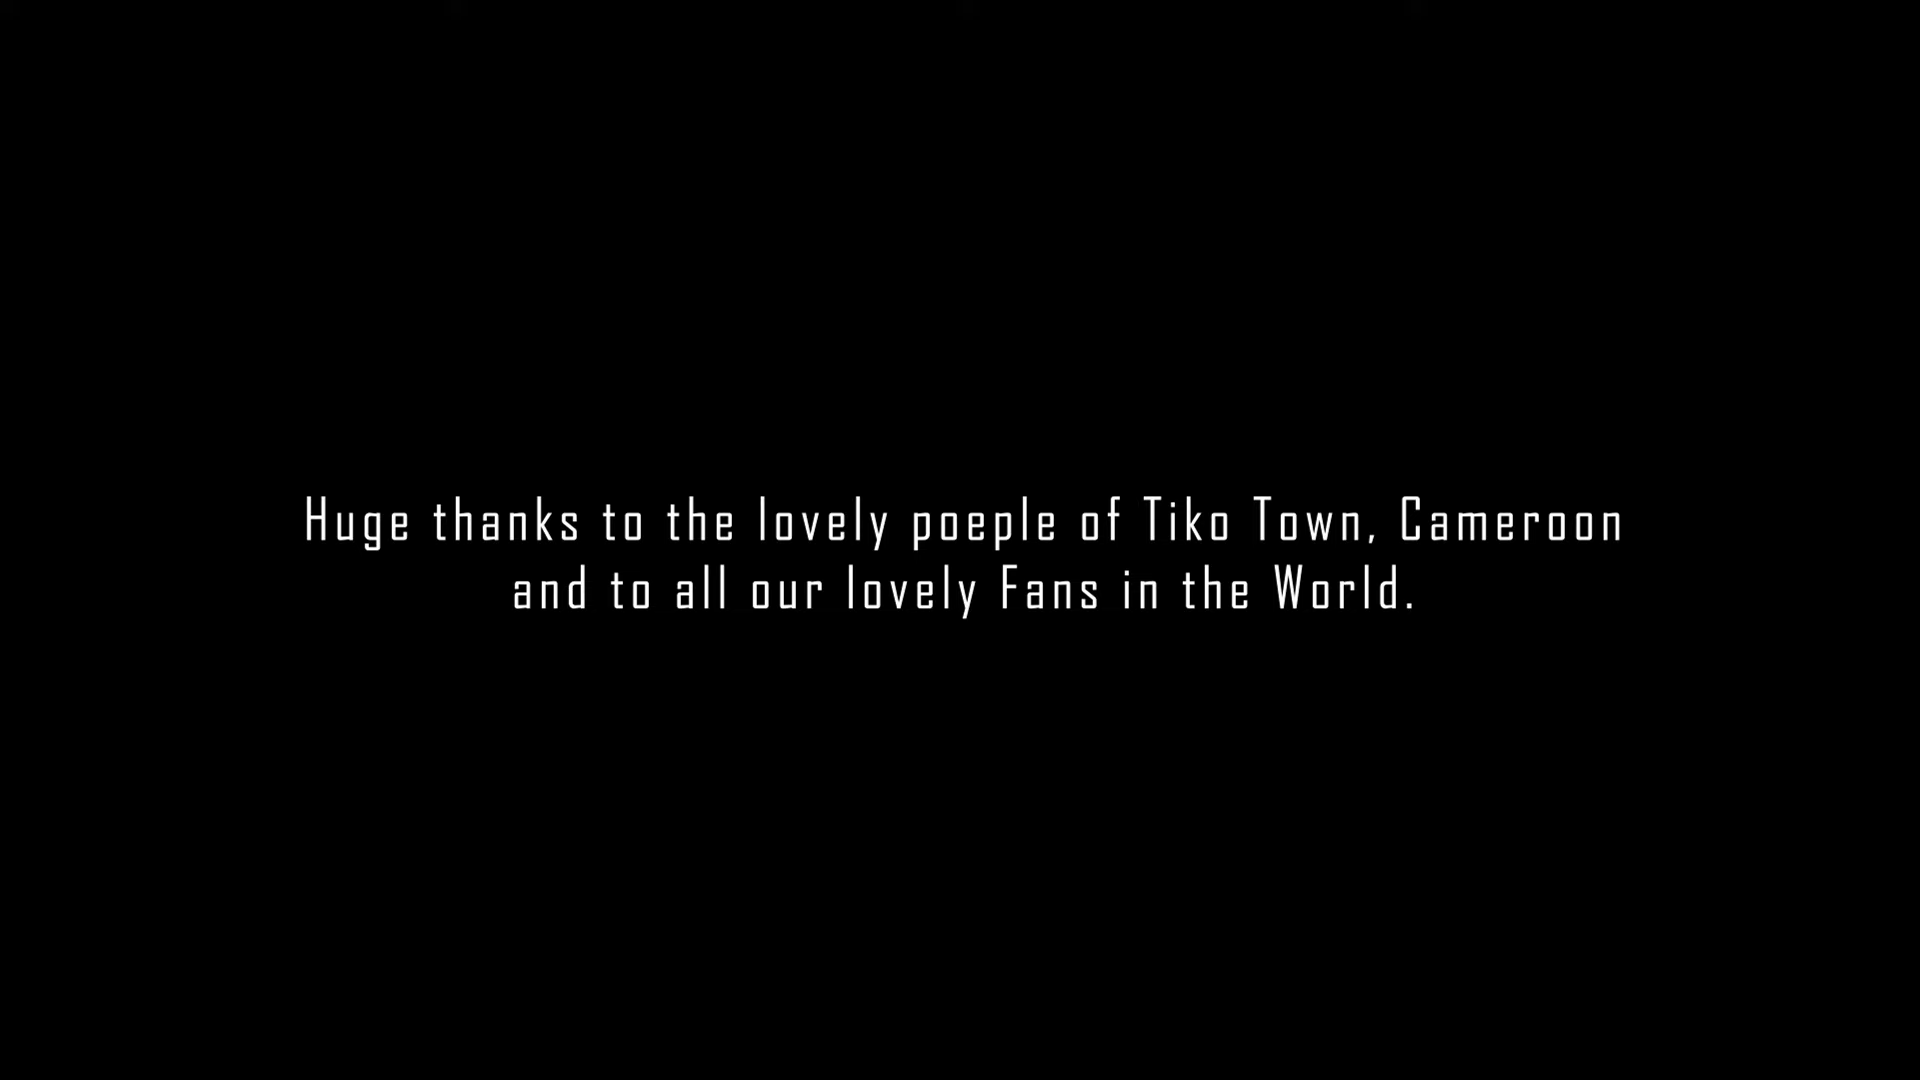 Huge thanks to the lovely poeple of Tiko Town, Cameroon
and to all our lovely Fans in the World.